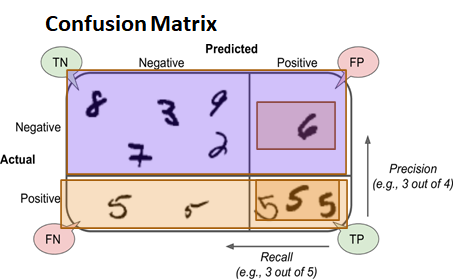 Confusion Matrix
Predicted
TN Negative Positive FP
8 3 9
Negative 6
7 2
Actual
Precision
(e.g., 3 out of 4)
Positive 5 5 5 5 5
FN TP
Recall
(e.g., 3 out of 5)